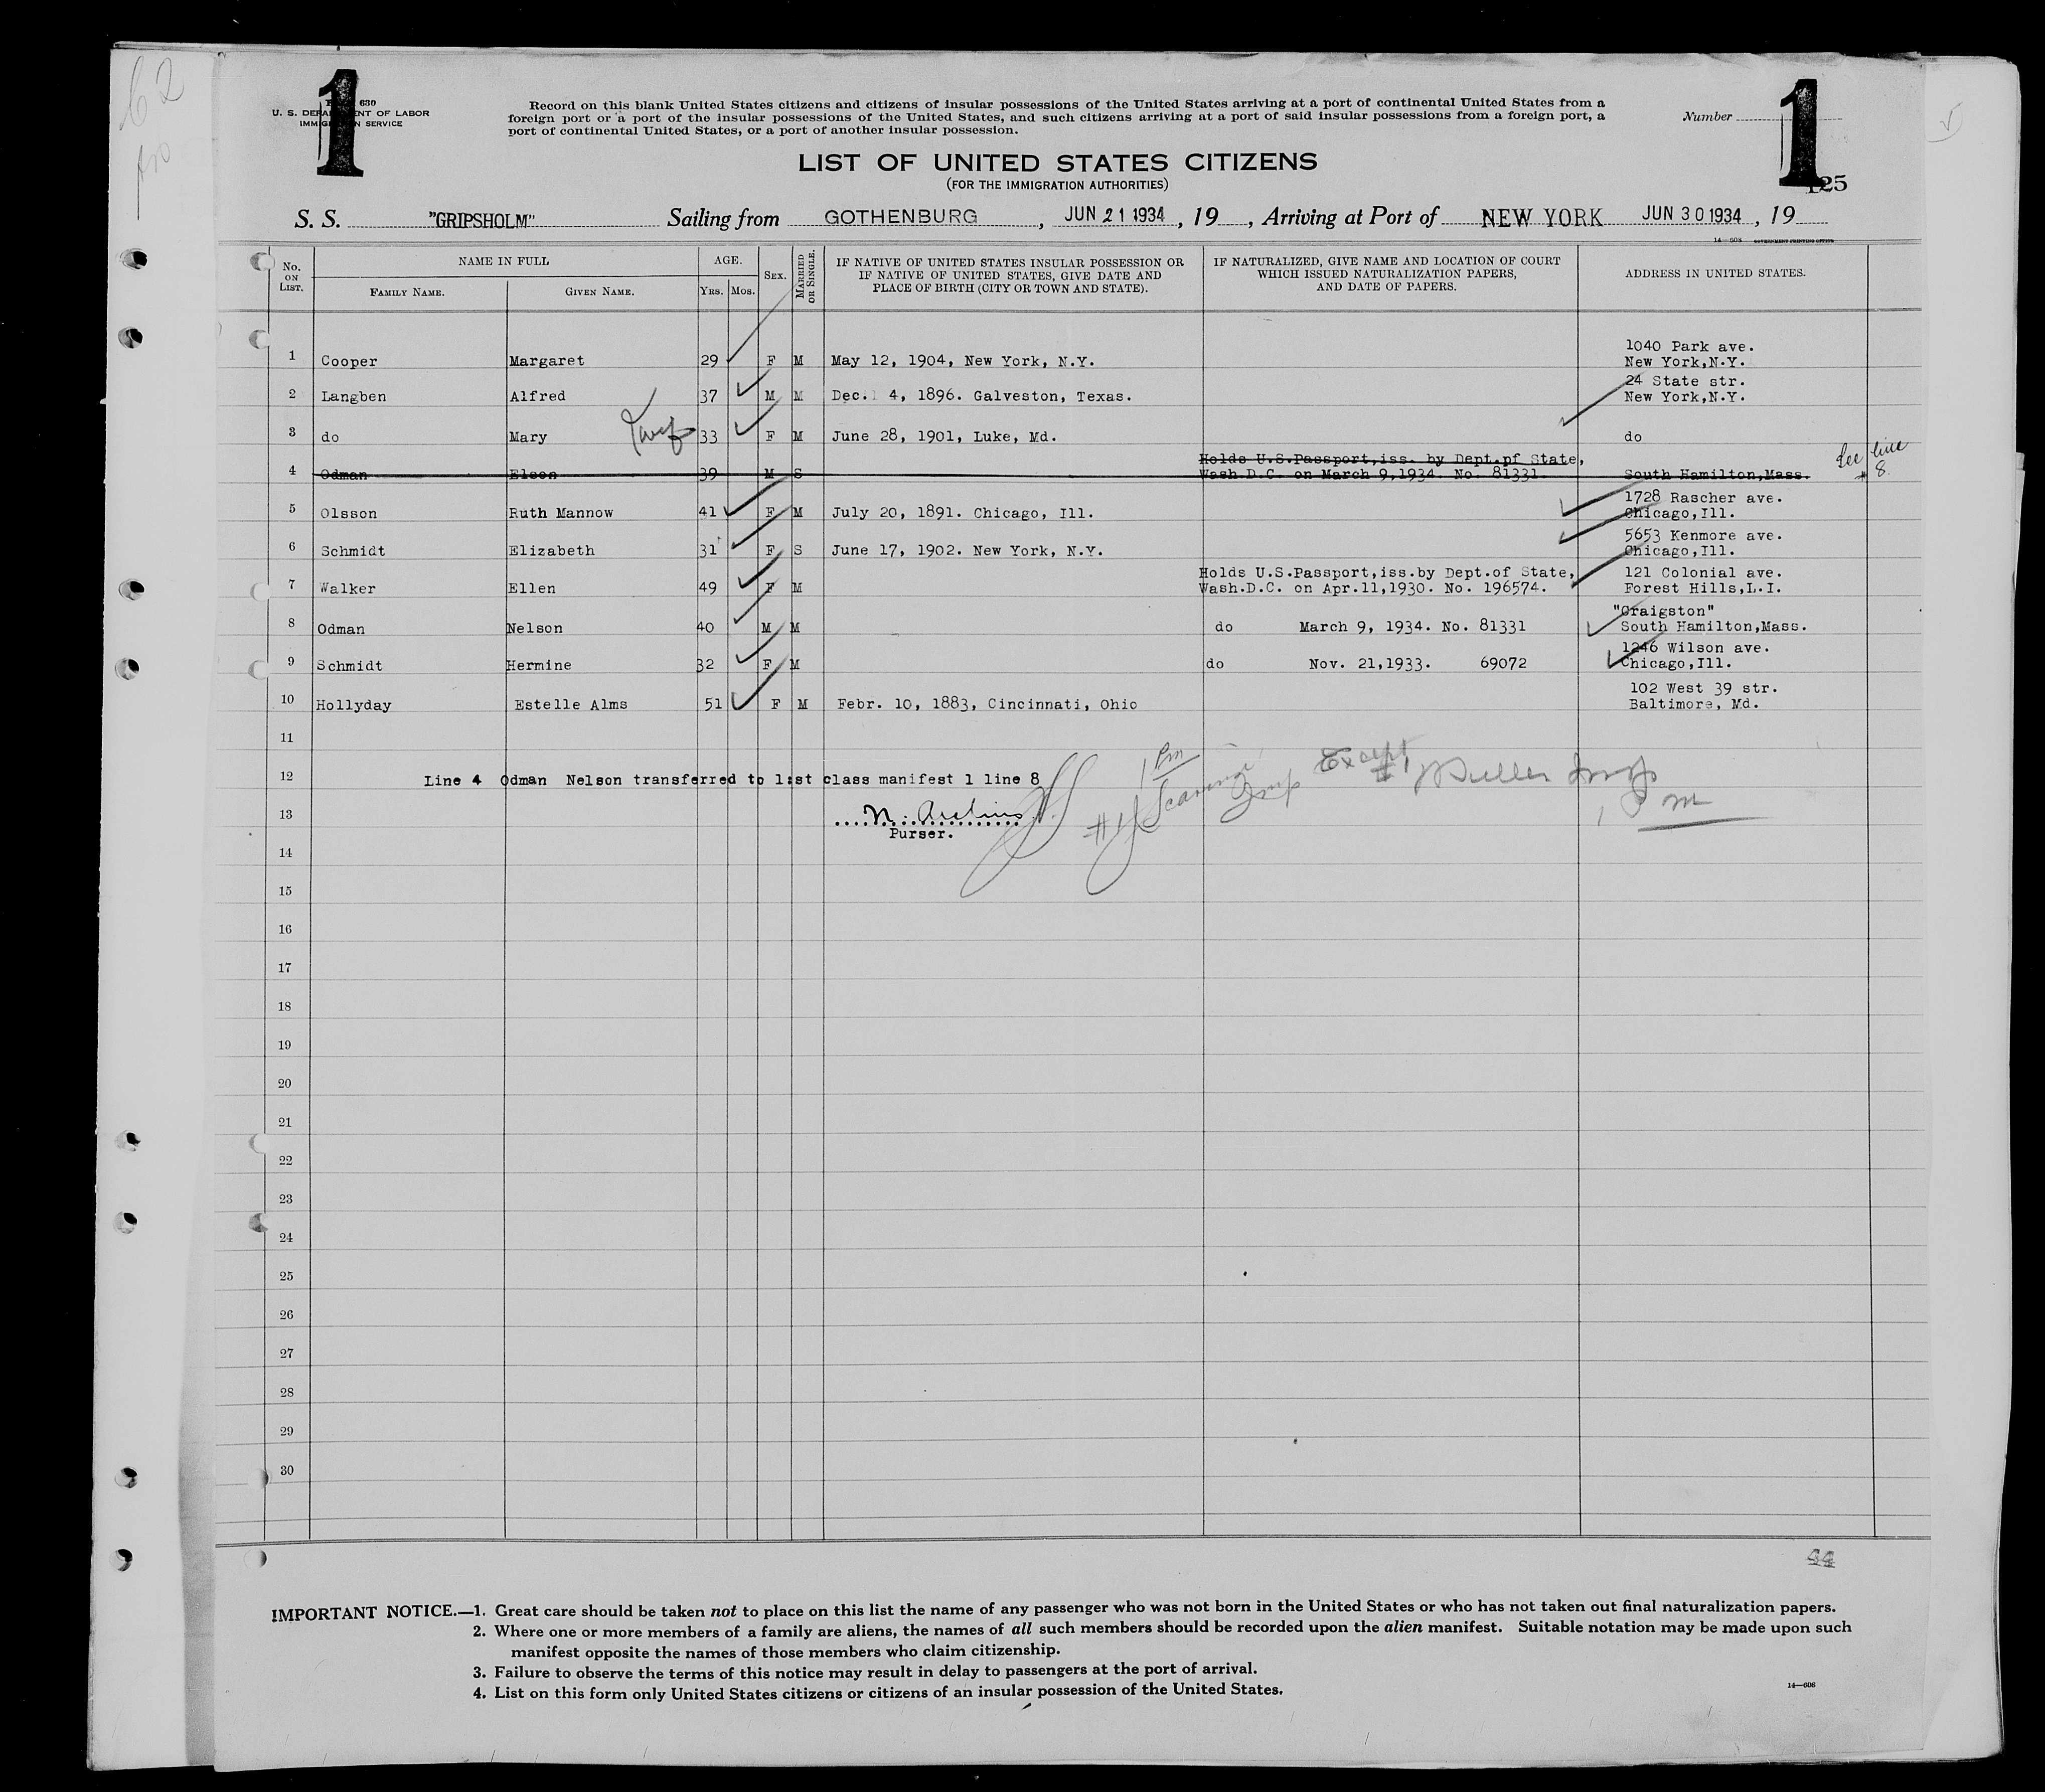 1
1
630
U. S. DEPARTMENT OF LABOR
IMMIGRATION SERVICE
Record on this blank United States citizens and citizens of insular possessions of the United States arriving at a port of continental United States from a
foreign port or a port of the insular possessions of the United States, and such citizens arriving at a port of said insular possessions from a foreign port, a
port of continental United States, or a port of another insular possession.
Number
LIST OF UNITED STATES CITIZENS
(FOR THE IMMIGRATION AUTHORITIES)
125
S. S. "GRIPSHOLM" Sailing from GOTHENBURG, JUN 21 1934, 19 , Arriving at Port of NEW YORK JUN 30 1934, 19
No. ON LIST. NAME IN FULL AGE. SEX. MARRIED OR SINGLE. IF NATIVE OF UNITED STATES INSULAR POSSESSION OR IF NATIVE OF UNITED STATES, GIVE DATE AND PLACE OF BIRTH (CITY OR TOWN AND STATE). IF NATURALIZED, GIVE NAME AND LOCATION OF COURT WHICH ISSUED NATURALIZATION PAPERS, AND DATE OF PAPERS. ADDRESS IN UNITED STATES.
FAMILY NAME. GIVEN NAME. YRS. MOS.
1040 Park ave.
1 Cooper Margaret 29 F M May 12, 1904, New York, N.Y. New York,N.Y.
24 State str.
2 Langben Alfred 37 M M Dec. 4, 1896. Galveston, Texas. New York,N.Y.
3 do Mary 33 F M June 28, 1901, Luke, Md. do
Holds U.S.Passport,iss. by Dept.pf State,
4 Odman Elson 39 M S Wash.D.C. on March 9,1934. No. 81331 South Hamilton,Mass.
See line
# 8
1728 Rascher ave.
5 Olsson Ruth Mannow 41 F M July 20, 1891. Chicago, Ill. Chicago,Ill.
5653 Kenmore ave.
6 Schmidt Elizabeth 31 F S June 17, 1902. New York, N.Y. Chicago,Ill.
Holds U.S.Passport,iss.by Dept.of State, 121 Colonial ave.
7 Walker Ellen 49 F M Wash.D.C. on Apr.11,1930. No. 196574. Forest Hills,L.I.
"Craigston"
8 Odman Nelson 40 M M do March 9, 1934. No. 81331 South Hamilton,Mass.
1246 Wilson ave.
9 Schmidt Hermine 32 F M do Nov. 21,1933. 69072 Chicago,Ill.
102 West 39 str.
10 Hollyday Estelle Alms 51 F M Febr. 10, 1883, Cincinnati, Ohio Baltimore, Md.
11
12 Line 4 Odman Nelson transferred to last class manifest 1 line 8
Except #1
13
Purser.
14
15
16
17
18
19
20
21
22
23
24
25
26
27
28
29
30
44
IMPORTANT NOTICE.—1. Great care should be taken not to place on this list the name of any passenger who was not born in the United States or who has not taken out final naturalization papers.
2. Where one or more members of a family are aliens, the names of all such members should be recorded upon the alien manifest. Suitable notation may be made upon such
manifest opposite the names of those members who claim citizenship.
3. Failure to observe the terms of this notice may result in delay to passengers at the port of arrival.
4. List on this form only United States citizens or citizens of an insular possession of the United States.
14—606